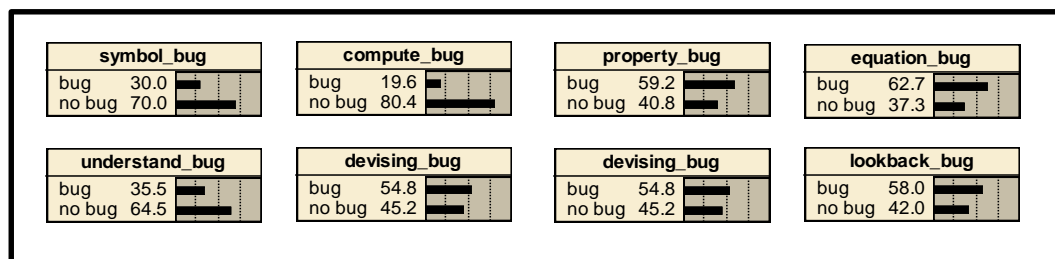 symbol_bug
bug 30.0
no bug 70.0
compute_bug
bug 19.6
no bug 80.4
property_bug
bug 59.2
no bug 40.8
equation_bug
bug 62.7
no bug 37.3
understand_bug
bug 35.5
no bug 64.5
devising_bug
bug 54.8
no bug 45.2
devising_bug
bug 54.8
no bug 45.2
lookback_bug
bug 58.0
no bug 42.0